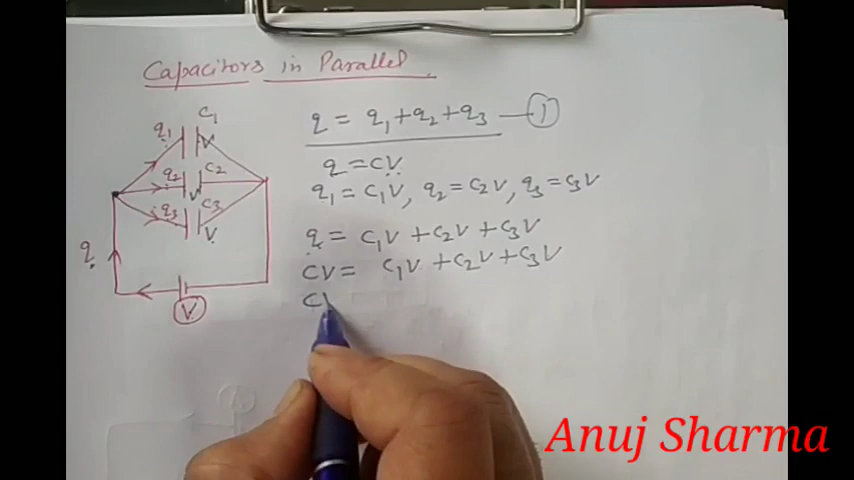 Capacitors in Parallel
q = q₁+q₂+q₃ — ①
q = CV
q₁ = C₁V, q₂ = C₂V, q₃ = C₃V
q = C₁V + C₂V + C₃V
CV = C₁V + C₂V + C₃V
CV
q₁ C₁
V
q₂ C₂
V
q₃ C₃
V
q
V
Anuj Sharma